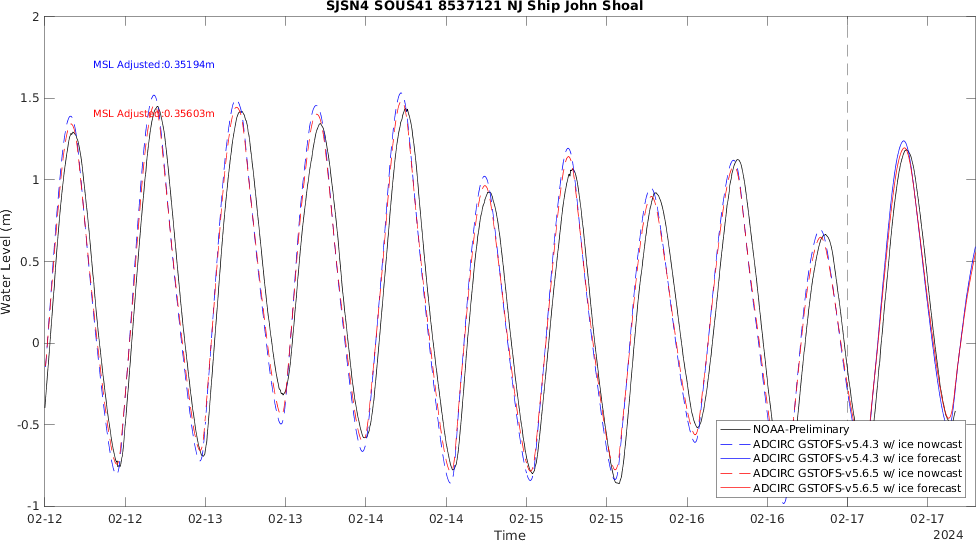 SJSN4 SOUS41 8537121 NJ Ship John Shoal
2
MSL Adjusted:0.35194m
1.5
MSL Adjusted:0.35603m
1
0.5
Water Level (m)
0
-0.5
NOAA-Preliminary
ADCIRC GSTOFS-v5.4.3 w/ ice nowcast
ADCIRC GSTOFS-v5.4.3 w/ ice forecast
ADCIRC GSTOFS-v5.6.5 w/ ice nowcast
ADCIRC GSTOFS-v5.6.5 w/ ice forecast
-1
02-12 02-12 02-13 02-13 02-14 02-14 02-15 02-15 02-16 02-16 02-17 02-17
Time
2024